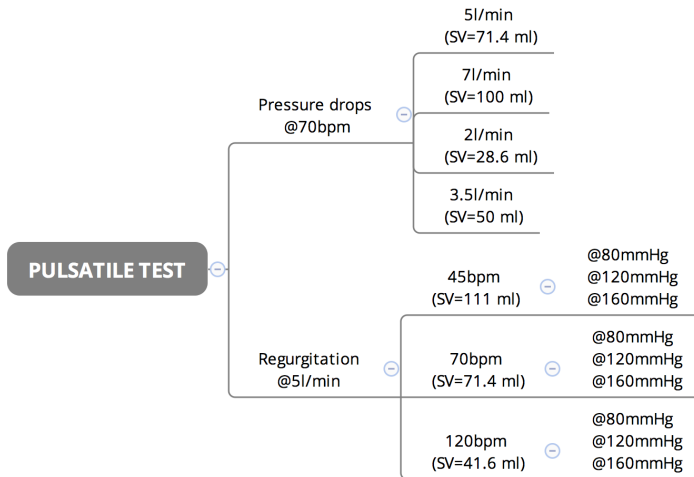 PULSATILE TEST
Pressure drops
@70bpm
5l/min
(SV=71.4 ml)
7l/min
(SV=100 ml)
2l/min
(SV=28.6 ml)
3.5l/min
(SV=50 ml)
Regurgitation
@5l/min
45bpm
(SV=111 ml)
@80mmHg
@120mmHg
@160mmHg
70bpm
(SV=71.4 ml)
@80mmHg
@120mmHg
@160mmHg
120bpm
(SV=41.6 ml)
@80mmHg
@120mmHg
@160mmHg